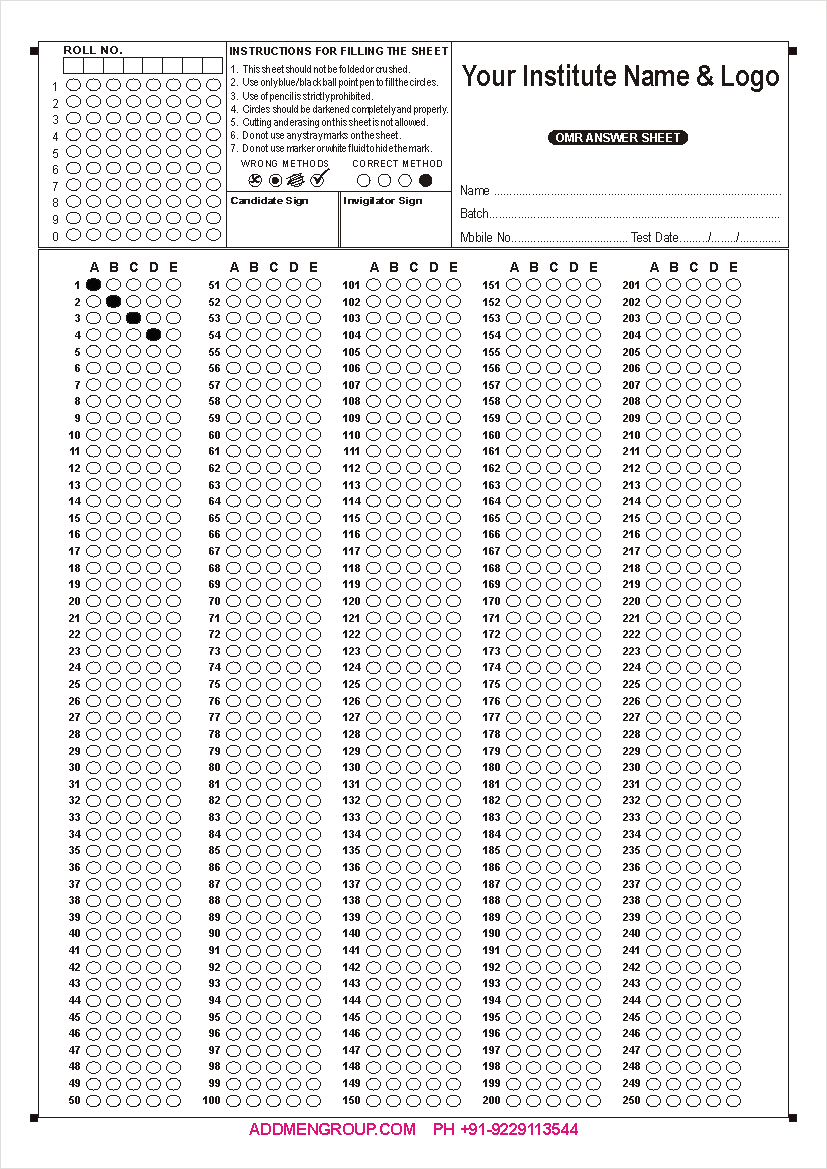 ROLL NO.
1
2
3
4
5
6
7
8
9
0
INSTRUCTIONS FOR FILLING THE SHEET
1. This sheet should not be folded or crushed.
2. Use only blue/black ball point pen to fill the circles.
3. Use of pencil is strictly prohibited.
4. Circles should be darkened completely and properly.
5. Cutting and erasing on this sheet is not allowed.
6. Do not use any stray marks on the sheet.
7. Do not use marker or white fluid to hide the mark.
WRONG METHODS CORRECT METHOD
Candidate Sign Invigilator Sign
Your Institute Name & Logo
OMR ANSWER SHEET
Name ....................................................................................
Batch.....................................................................................
Mobile No.................................. Test Date......../......./............
A B C D E A B C D E A B C D E A B C D E A B C D E
1 51 101 151 201
2 52 102 152 202
3 53 103 153 203
4 54 104 154 204
5 55 105 155 205
6 56 106 156 206
7 57 107 157 207
8 58 108 158 208
9 59 109 159 209
10 60 110 160 210
11 61 111 161 211
12 62 112 162 212
13 63 113 163 213
14 64 114 164 214
15 65 115 165 215
16 66 116 166 216
17 67 117 167 217
18 68 118 168 218
19 69 119 169 219
20 70 120 170 220
21 71 121 171 221
22 72 122 172 222
23 73 123 173 223
24 74 124 174 224
25 75 125 175 225
26 76 126 176 226
27 77 127 177 227
28 78 128 178 228
29 79 129 179 229
30 80 130 180 230
31 81 131 181 231
32 82 132 182 232
33 83 133 183 233
34 84 134 184 234
35 85 135 185 235
36 86 136 186 236
37 87 137 187 237
38 88 138 188 238
39 89 139 189 239
40 90 140 190 240
41 91 141 191 241
42 92 142 192 242
43 93 143 193 243
44 94 144 194 244
45 95 145 195 245
46 96 146 196 246
47 97 147 197 247
48 98 148 198 248
49 99 149 199 249
50 100 150 200 250
ADDMENGROUP.COM PH +91-9229113544